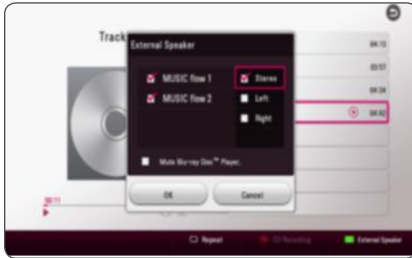 Track
External Speaker
04:13
MUSIC flow 1
Stereo
03:57
MUSIC flow 2
Left
04:34
Right
04:02
Mute Blu-ray Disc™ Player.
OK
Cancel
00:11
Repeat
CD Recording
External Speaker